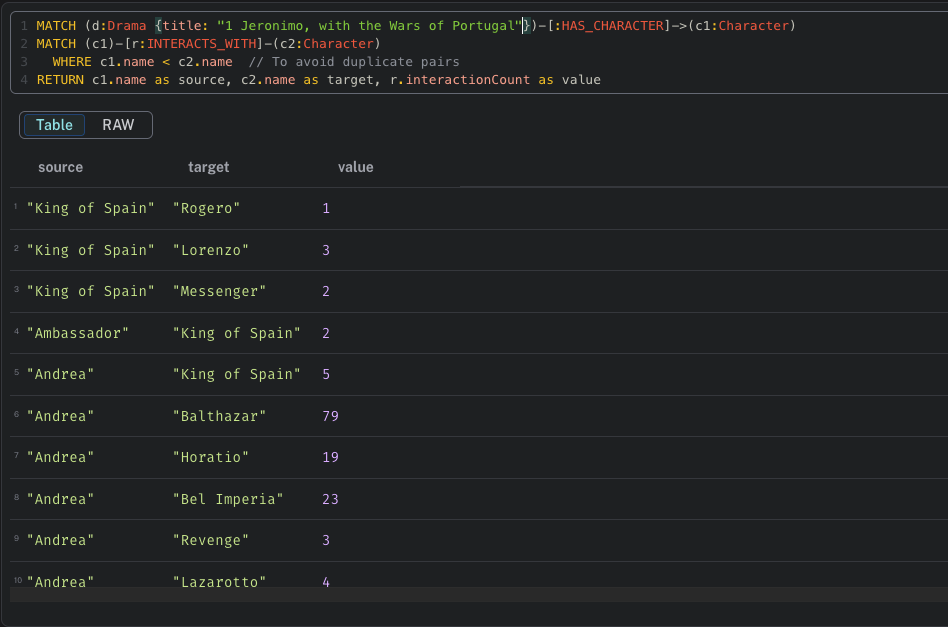 1 MATCH (d:Drama {title: "1 Jeronimo, with the Wars of Portugal"})-[:HAS_CHARACTER]->(c1:Character)
2 MATCH (c1)-[r:INTERACTS_WITH]-(c2:Character)
3 WHERE c1.name < c2.name // To avoid duplicate pairs
4 RETURN c1.name as source, c2.name as target, r.interactionCount as value
Table RAW
source target value
1 "King of Spain" "Rogero" 1
2 "King of Spain" "Lorenzo" 3
3 "King of Spain" "Messenger" 2
4 "Ambassador" "King of Spain" 2
5 "Andrea" "King of Spain" 5
6 "Andrea" "Balthazar" 79
7 "Andrea" "Horatio" 19
8 "Andrea" "Bel Imperia" 23
9 "Andrea" "Revenge" 3
10 "Andrea" "Lazarotto" 4